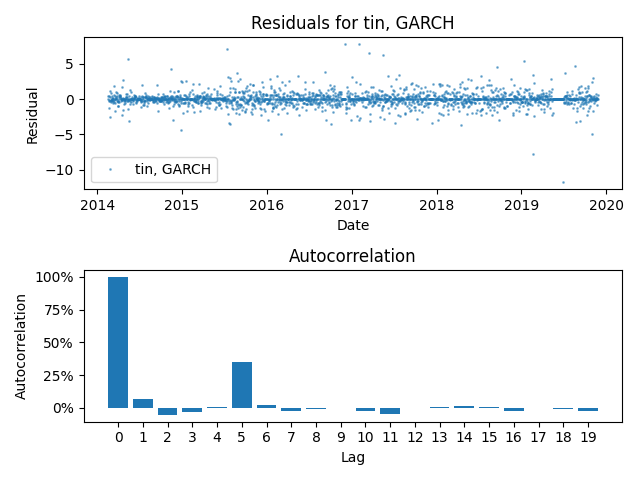 Residuals for tin, GARCH
5
0
−5
−10
Residual
tin, GARCH
2014 2015 2016 2017 2018 2019 2020
Date
Autocorrelation
100%
75%
50%
25%
0%
Autocorrelation
0 1 2 3 4 5 6 7 8 9 10 11 12 13 14 15 16 17 18 19
Lag